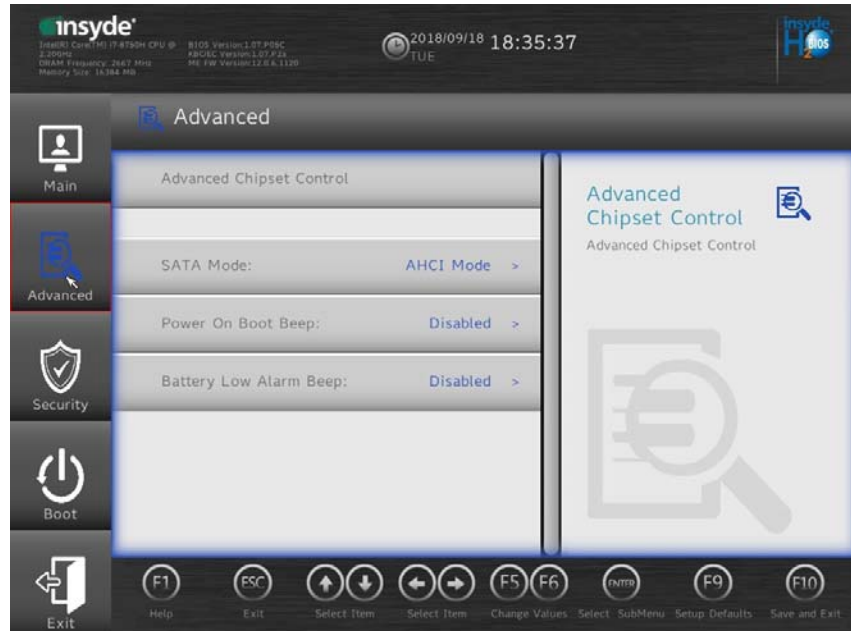 insyde
Intel(R) Core(TM) i7-8750H CPU @
2.20GHz
DRAM Frequency: 2667 MHz
Memory Size: 16384 MB
BIOS Version:1.07.P05C
KBC/EC Version:1.07.P2x
ME FW Version:12.0.6.1120
2018/09/18 18:35:37
TUE
insyde
H2O BIOS
Advanced
Main
Advanced
Security
Boot
Exit
Advanced Chipset Control
SATA Mode: AHCI Mode >
Power On Boot Beep: Disabled >
Battery Low Alarm Beep: Disabled >
Advanced
Chipset Control
Advanced Chipset Control
F1 ESC F5 F6 ENTER F9 F10
Help Exit Select Item Select Item Change Values Select SubMenu Setup Defaults Save and Exit